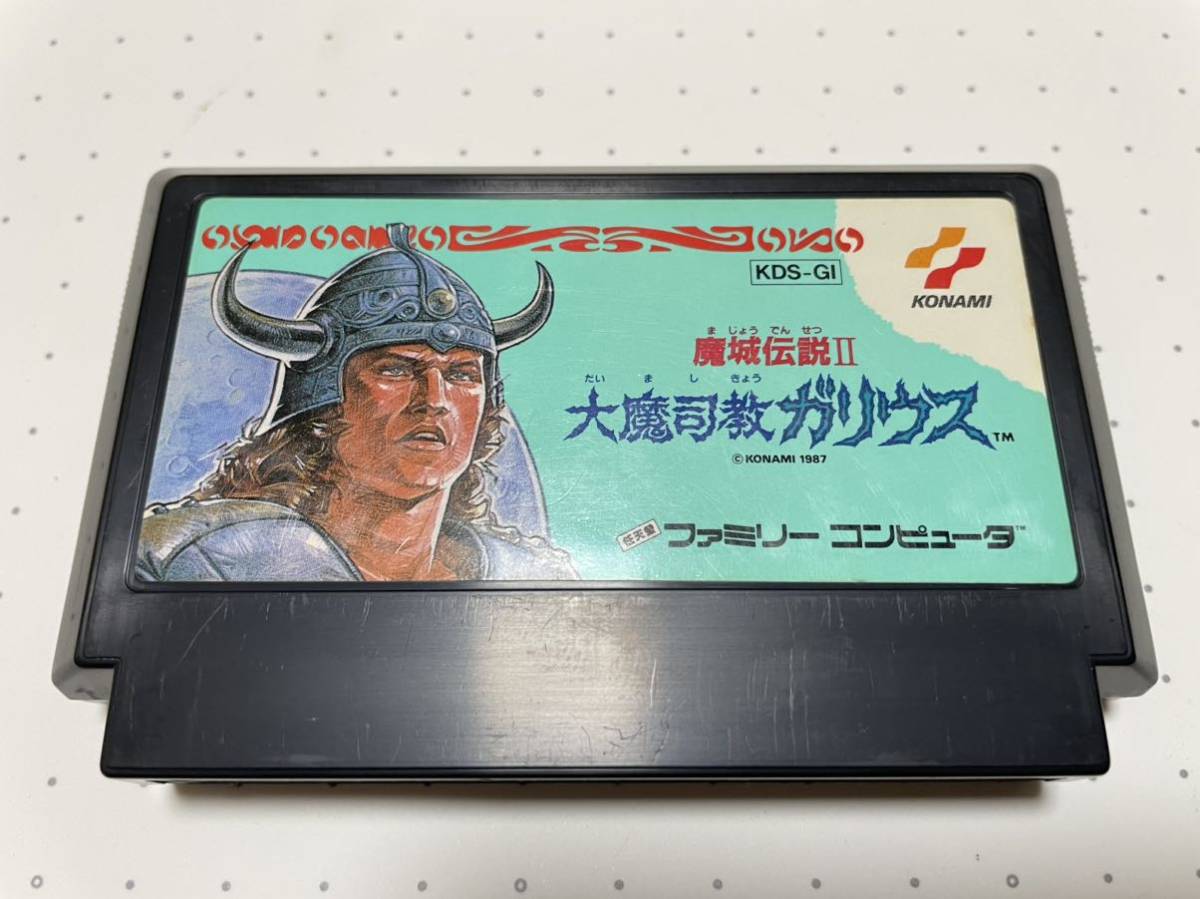 KDS-GI
KONAMI
ま じょう でん せつ
魔城伝説II
だい ま し きょう
大魔司教ガリウス™
©KONAMI 1987
任天堂 ファミリー コンピュータ™